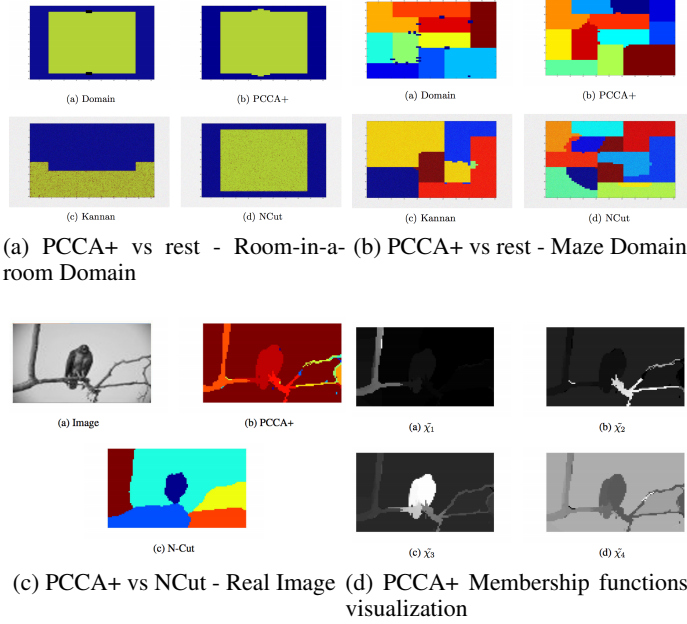 (a) Domain
(b) PCCA+
(a) Domain
(b) PCCA+
(c) Kannan
(d) NCut
(c) Kannan
(d) NCut
(a) PCCA+ vs rest - Room-in-a-
room Domain
(b) PCCA+ vs rest - Maze Domain
(a) Image
(b) PCCA+
(a) χ̃₁
(b) χ̃₂
(c) N-Cut
(c) χ̃₃
(d) χ̃₄
(c) PCCA+ vs NCut - Real Image
(d) PCCA+ Membership functions
visualization